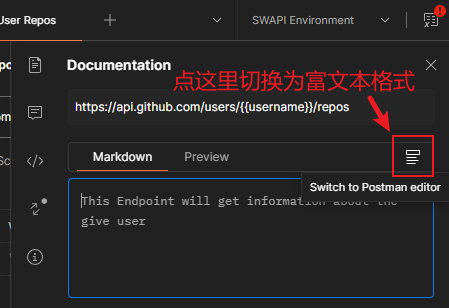 User Repos
SWAPI Environment
Documentation
点这里切换为富文本格式
https://api.github.com/users/{{username}}/repos
Markdown
Preview
Switch to Postman editor
This Endpoint will get information about the
give user